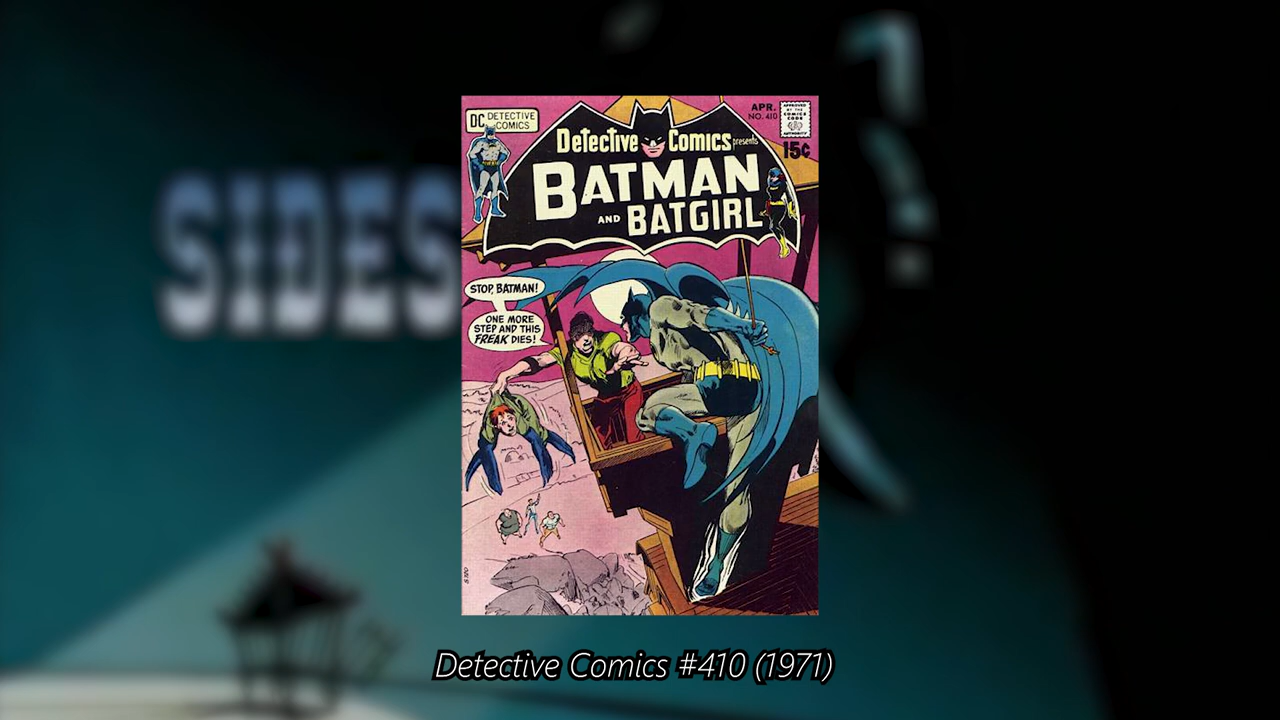 SIDES
DC DETECTIVE
COMICS
APR.
NO. 410
APPROVED
BY THE
COMICS
CODE
AUTHORITY
15¢
Detective Comics presents
BATMAN
AND BATGIRL
STOP, BATMAN!
ONE MORE
STEP AND THIS
FREAK DIES!
Detective Comics #410 (1971)